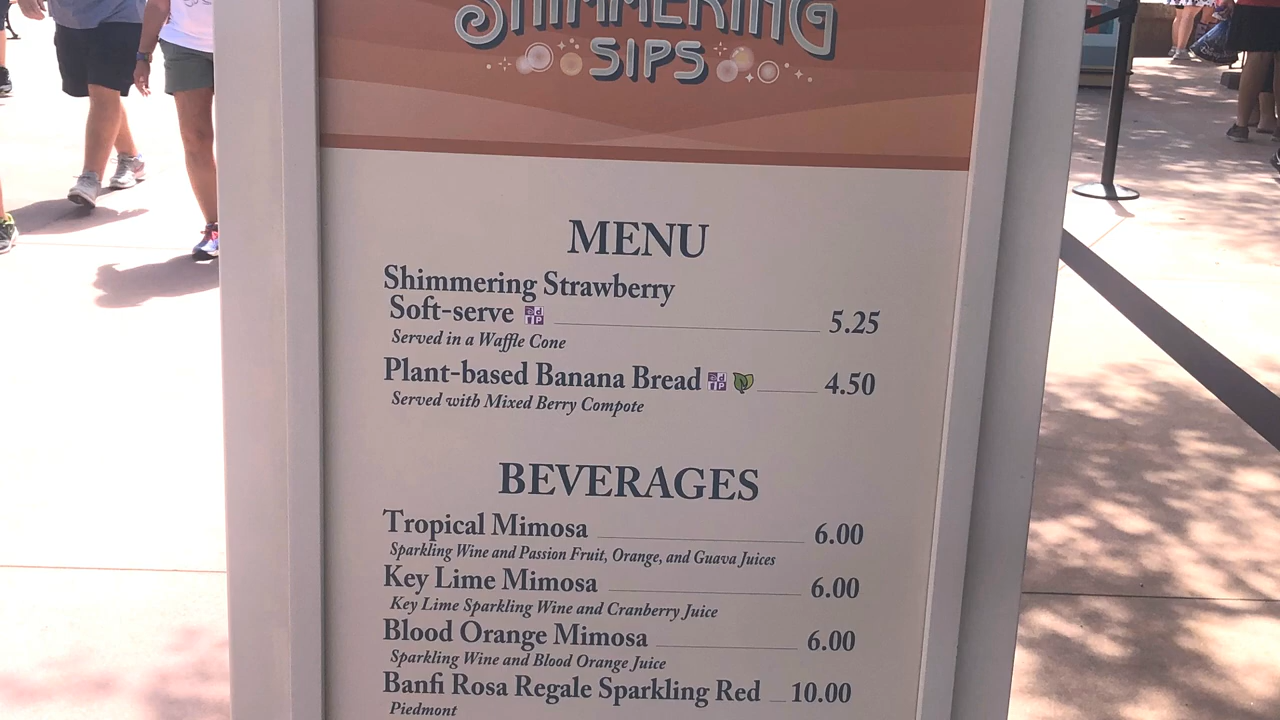 SHIMMERING
SIPS
MENU
Shimmering Strawberry
Soft-serve 5.25
Served in a Waffle Cone
Plant-based Banana Bread 4.50
Served with Mixed Berry Compote
BEVERAGES
Tropical Mimosa 6.00
Sparkling Wine and Passion Fruit, Orange, and Guava Juices
Key Lime Mimosa 6.00
Key Lime Sparkling Wine and Cranberry Juice
Blood Orange Mimosa 6.00
Sparkling Wine and Blood Orange Juice
Banfi Rosa Regale Sparkling Red 10.00
Piedmont